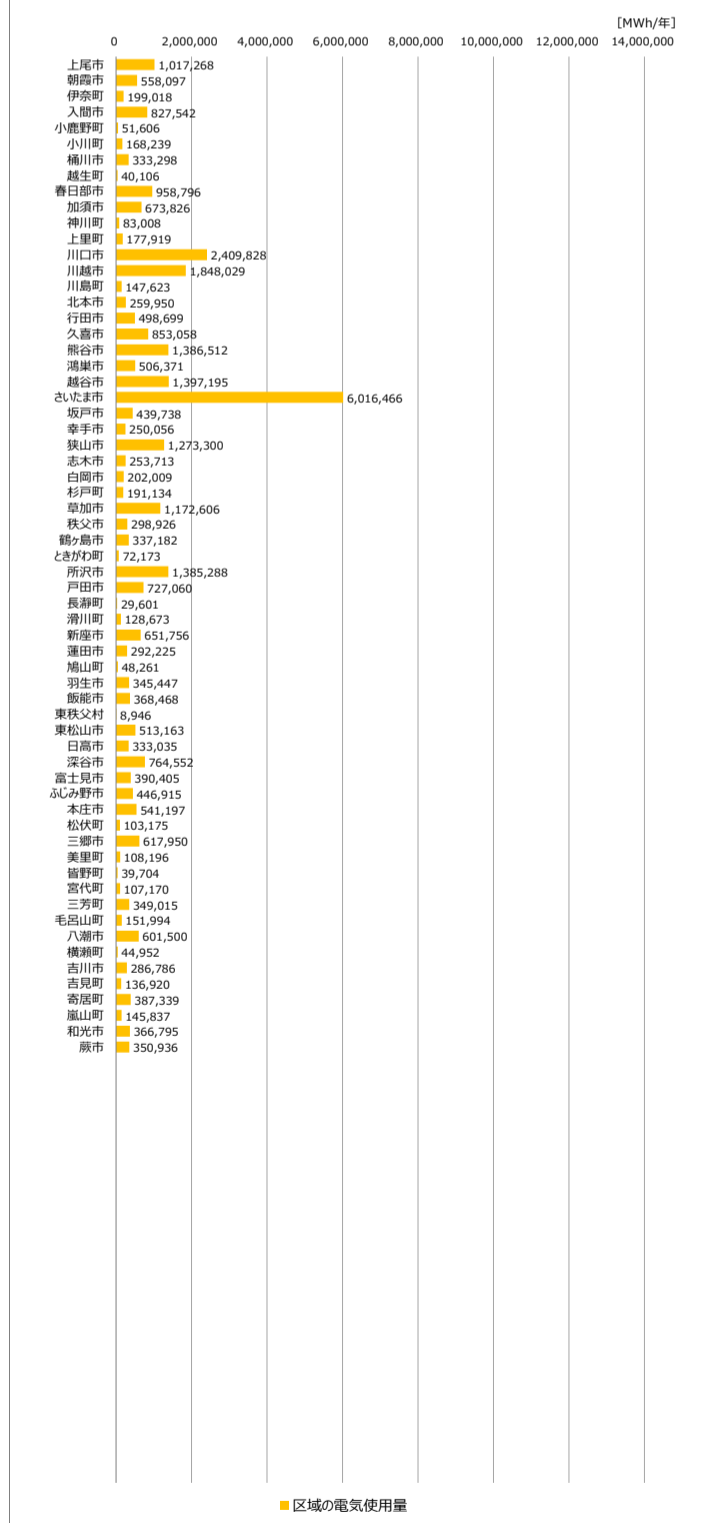 [MWh/年]
0 2,000,000 4,000,000 6,000,000 8,000,000 10,000,000 12,000,000 14,000,000
上尾市 1,017,268
朝霞市 558,097
伊奈町 199,018
入間市 827,542
小鹿野町 51,606
小川町 168,239
桶川市 333,298
越生町 40,106
春日部市 958,796
加須市 673,826
神川町 83,008
上里町 177,919
川口市 2,409,828
川越市 1,848,029
川島町 147,623
北本市 259,950
行田市 498,699
久喜市 853,058
熊谷市 1,386,512
鴻巣市 506,371
越谷市 1,397,195
さいたま市 6,016,466
坂戸市 439,738
幸手市 250,056
狭山市 1,273,300
志木市 253,713
白岡市 202,009
杉戸町 191,134
草加市 1,172,606
秩父市 298,926
鶴ヶ島市 337,182
ときがわ町 72,173
所沢市 1,385,288
戸田市 727,060
長瀞町 29,601
滑川町 128,673
新座市 651,756
蓮田市 292,225
鳩山町 48,261
羽生市 345,447
飯能市 368,468
東秩父村 8,946
東松山市 513,163
日高市 333,035
深谷市 764,552
富士見市 390,405
ふじみ野市 446,915
本庄市 541,197
松伏町 103,175
三郷市 617,950
美里町 108,196
皆野町 39,704
宮代町 107,170
三芳町 349,015
毛呂山町 151,994
八潮市 601,500
横瀬町 44,952
吉川市 286,786
吉見町 136,920
寄居町 387,339
嵐山町 145,837
和光市 366,795
蕨市 350,936
区域の電気使用量